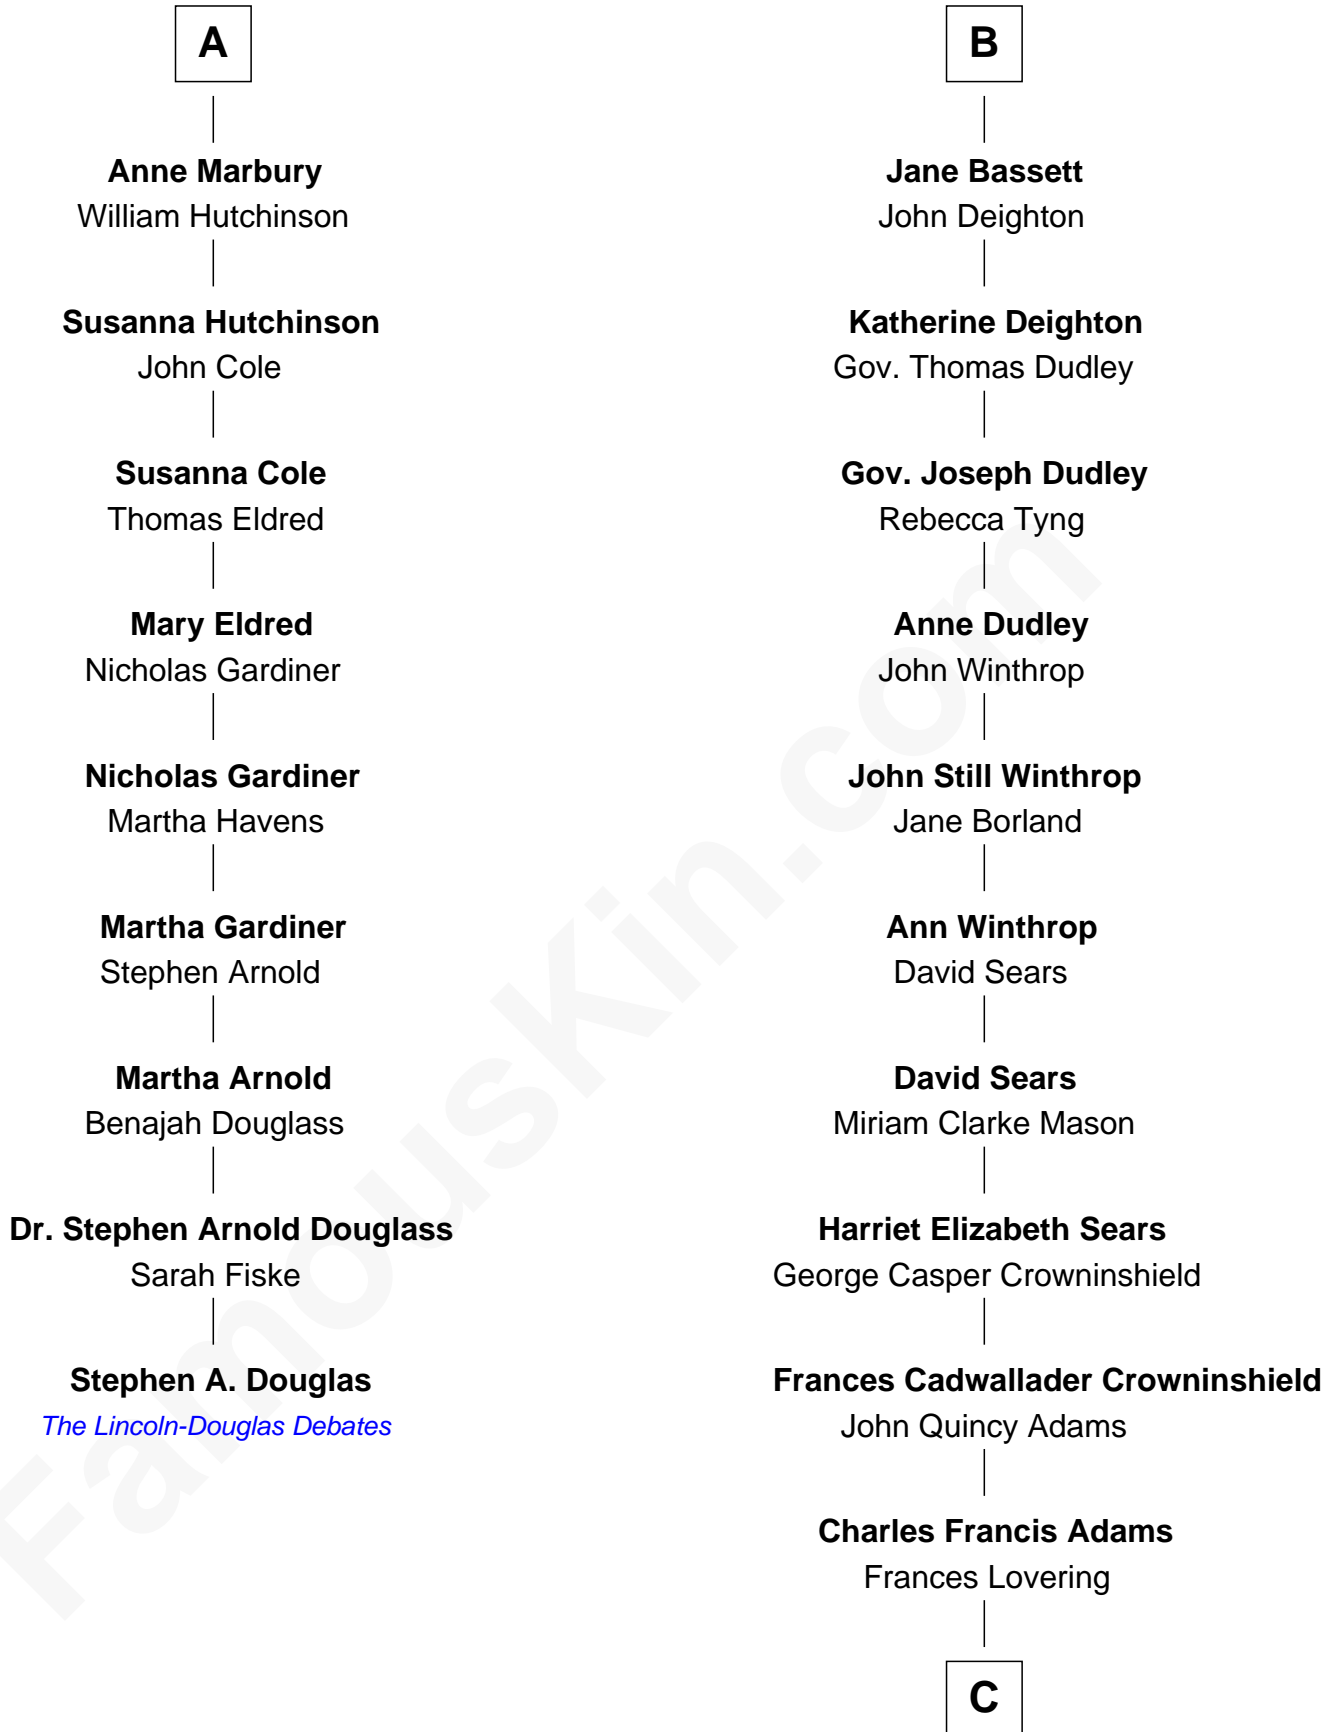 A
Anne Marbury
William Hutchinson
Susanna Hutchinson
John Cole
Susanna Cole
Thomas Eldred
Mary Eldred
Nicholas Gardiner
Nicholas Gardiner
Martha Havens
Martha Gardiner
Stephen Arnold
Martha Arnold
Benajah Douglass
Dr. Stephen Arnold Douglass
Sarah Fiske
Stephen A. Douglas
The Lincoln-Douglas Debates
B
Jane Bassett
John Deighton
Katherine Deighton
Gov. Thomas Dudley
Gov. Joseph Dudley
Rebecca Tyng
Anne Dudley
John Winthrop
John Still Winthrop
Jane Borland
Ann Winthrop
David Sears
David Sears
Miriam Clarke Mason
Harriet Elizabeth Sears
George Casper Crowninshield
Frances Cadwallader Crowninshield
John Quincy Adams
Charles Francis Adams
Frances Lovering
C
FamousKin.com